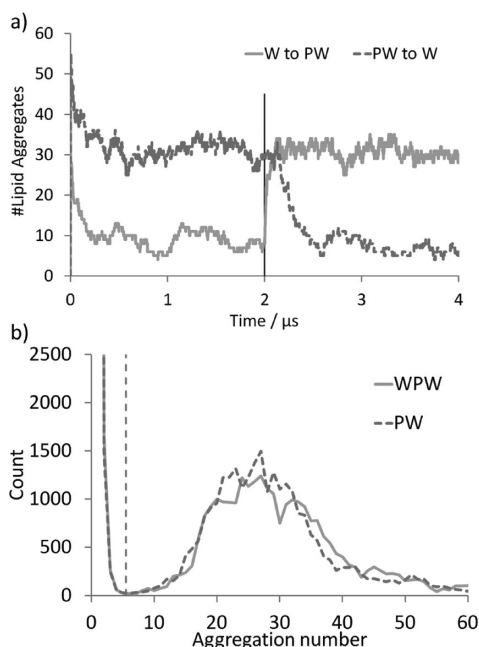 a)
60
W to PW
PW to W
50
40
30
20
10
0
#Lipid Aggregates
0
1
2
3
4
Time / µs
b)
2500
WPW
2000
PW
1500
1000
500
0
Count
0
10
20
30
40
50
60
Aggregation number